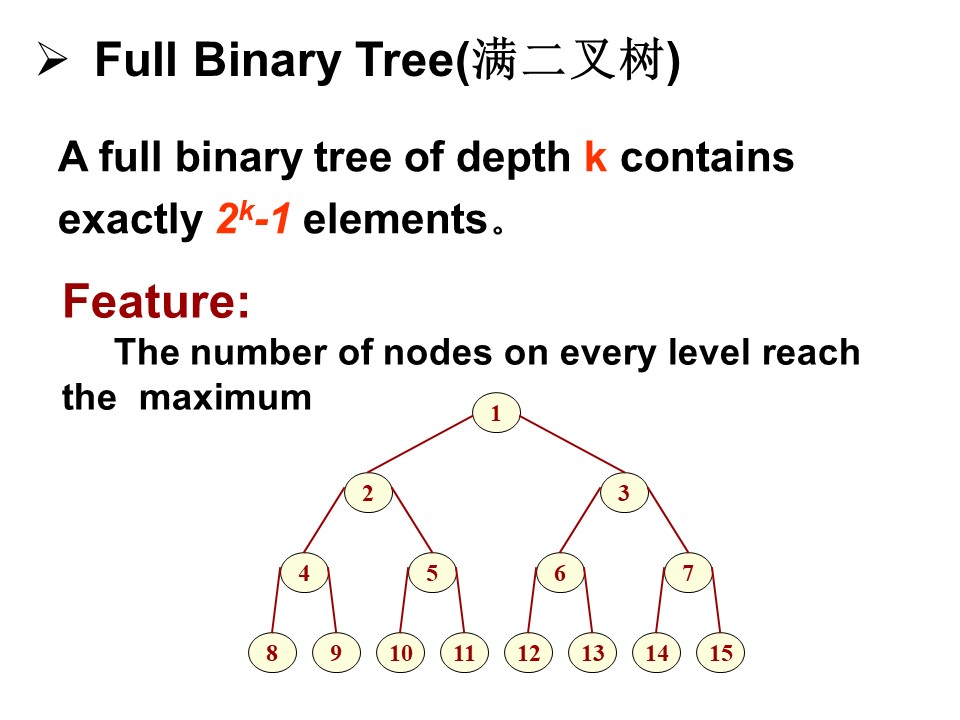 ➢ Full Binary Tree(满二叉树)
A full binary tree of depth k contains
exactly 2ᵏ-1 elements。
Feature:
The number of nodes on every level reach
the maximum
1
2 3
4 5 6 7
8 9 10 11 12 13 14 15